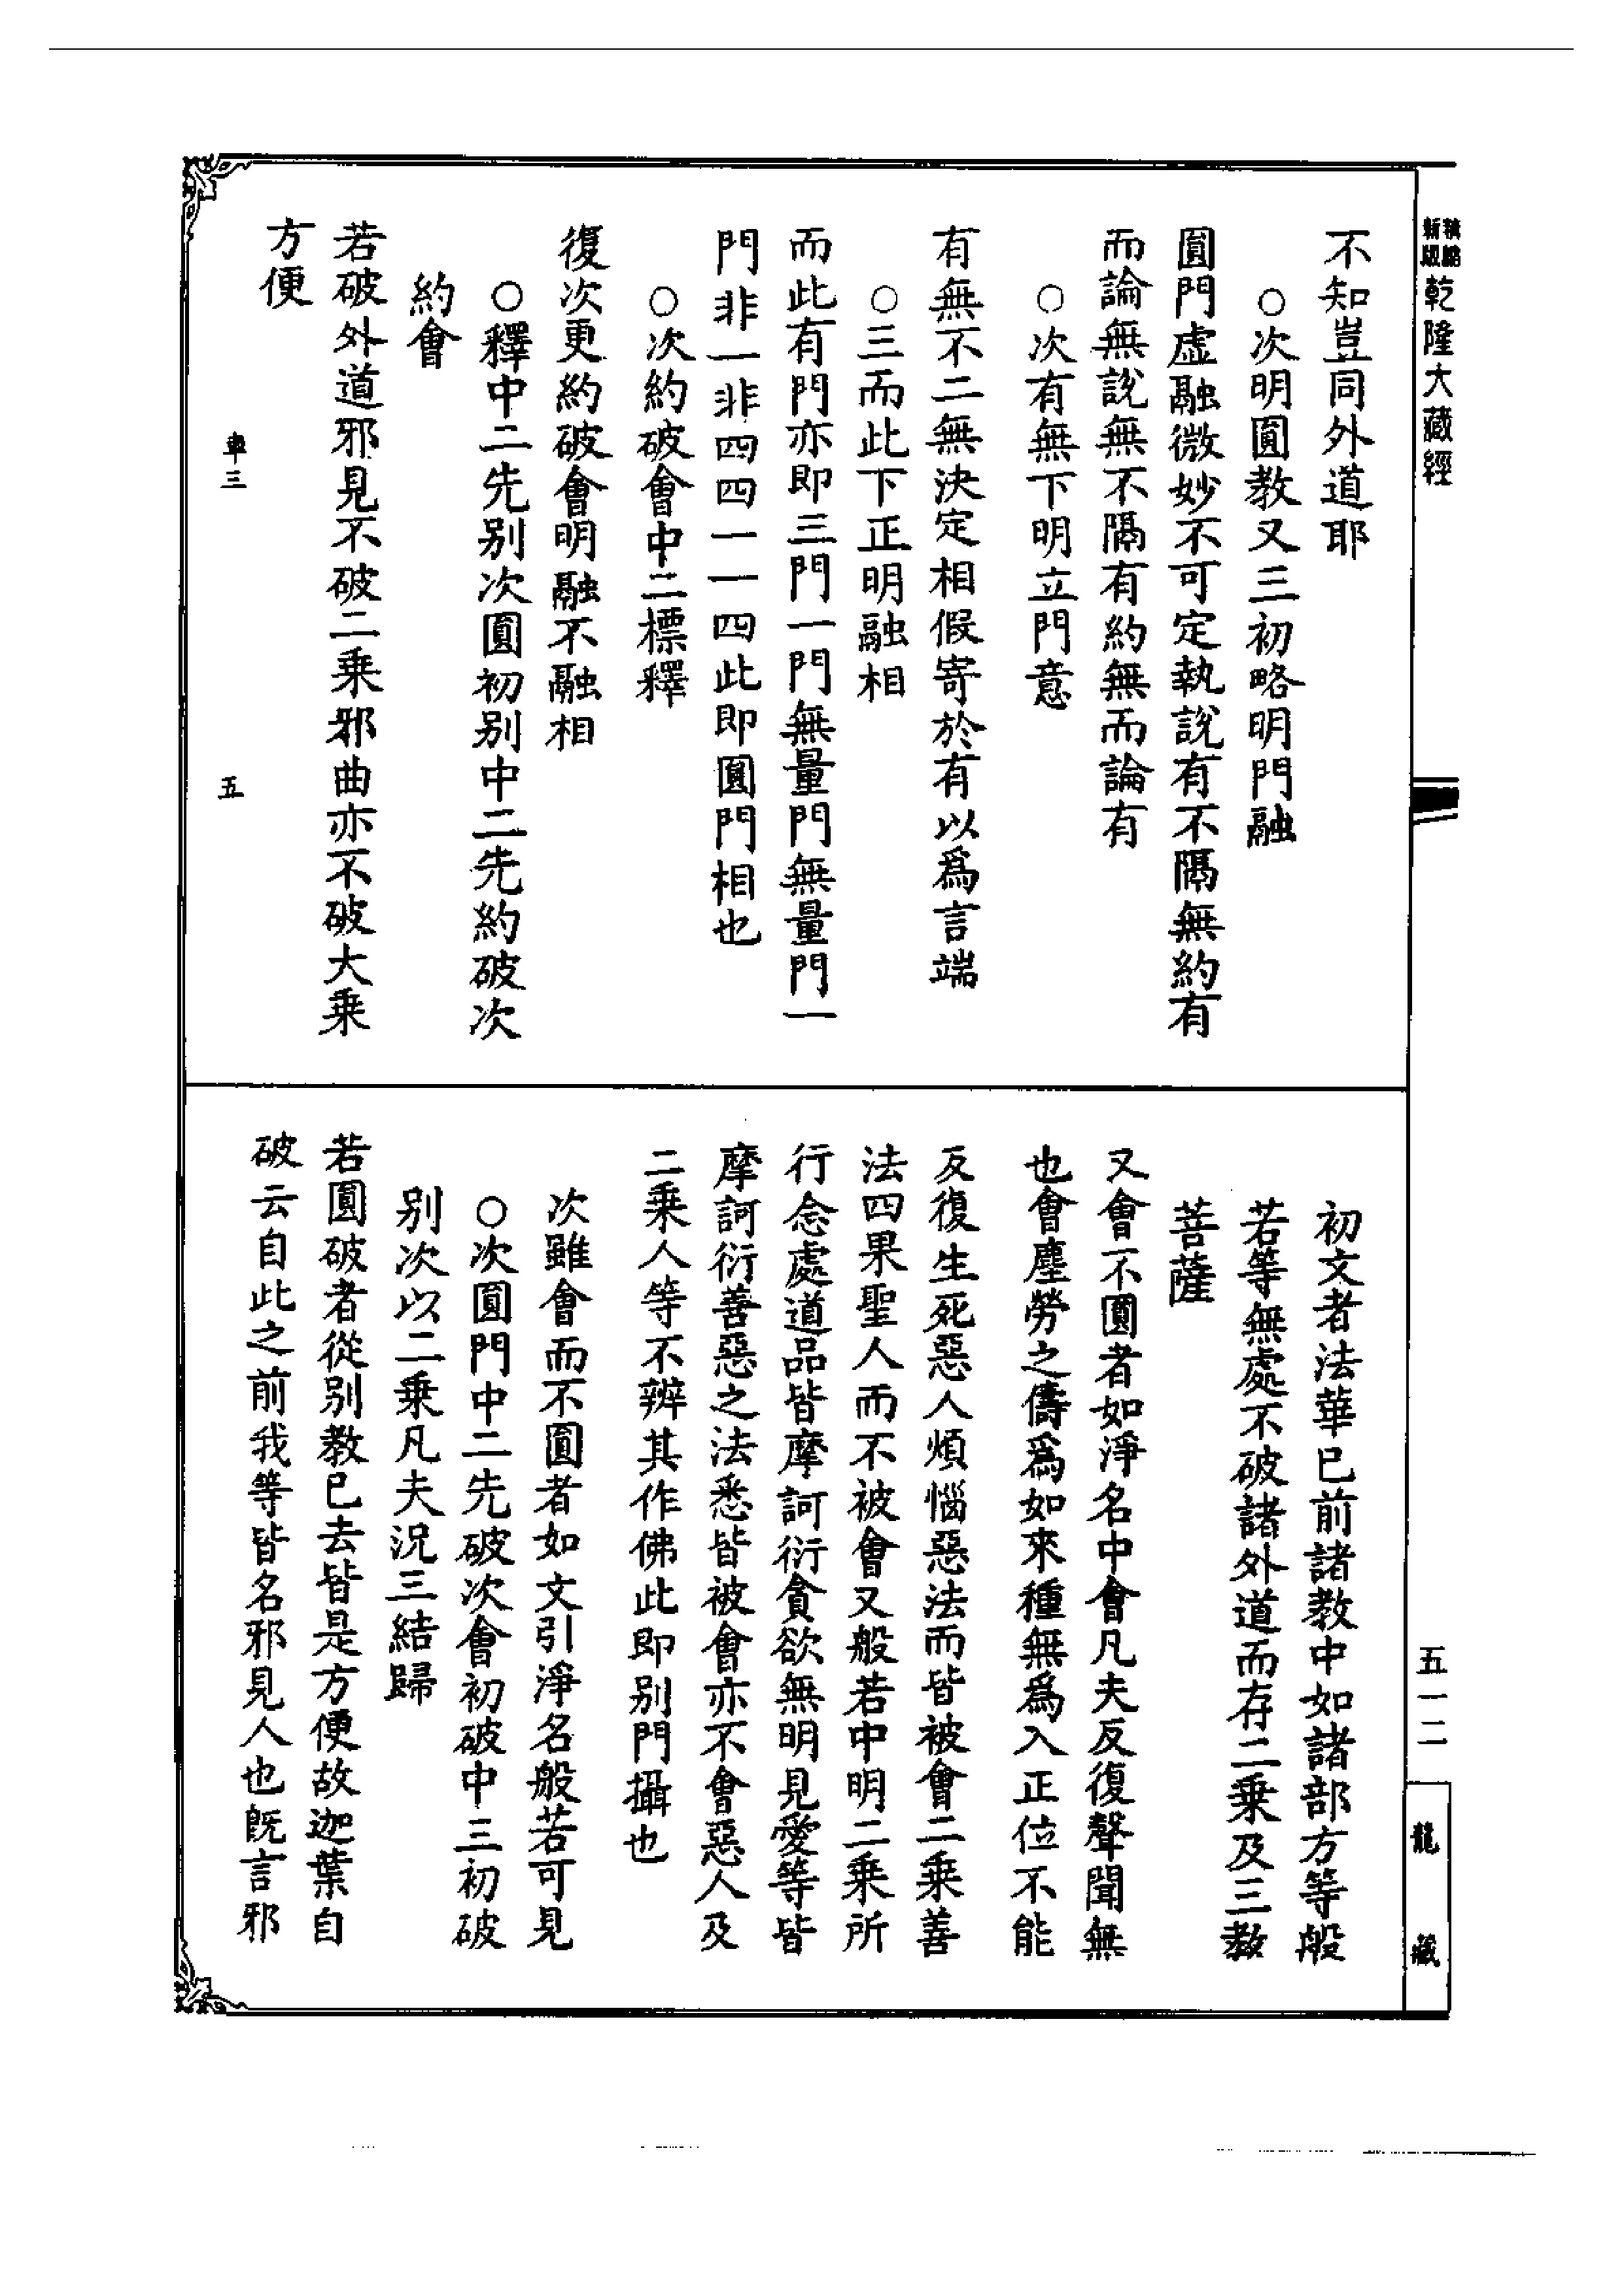 新版
乾隆大藏經
不知豈同外道耶
○次明圓教又三初略明門融
圓門虛融微妙不可定執說有不隔無約有
而論無說無不隔有約無而論有
○次有無下明立門意
有無不二無決定相假寄於有以爲言端
○三而此下正明融相
而此有門亦即三門一門無量門無量門一
門非一非四四一一四此即圓門相也
○次約破會中二標釋
復次更約破會明融不融相
○釋中二先別次圓初別中二先約破次
約會
若破外道邪見不破二乘邪曲亦不破大乘
方便
車三
五
初文者法華已前諸教中如諸部方等般
若等無處不破諸外道而存二乘及三教
菩薩
又會不圓者如淨名中會凡夫反復聲聞無
也會塵勞之儔爲如來種無爲入正位不能
反復生死惡人煩惱惡法而皆被會二乘善
法四果聖人而不被會又般若中明二乘所
行念處道品皆摩訶衍貪欲無明見愛等皆
摩訶衍善惡之法悉皆被會亦不會惡人及
二乘人等不辨其作佛此即別門攝也
次雖會而不圓者如文引淨名般若可見
○次圓門中二先破次會初破中三初破
別次以二乘凡夫況三結歸
若圓破者從別教已去皆是方便故迦葉自
破云自此之前我等皆名邪見人也既言邪
五一二
龍
藏